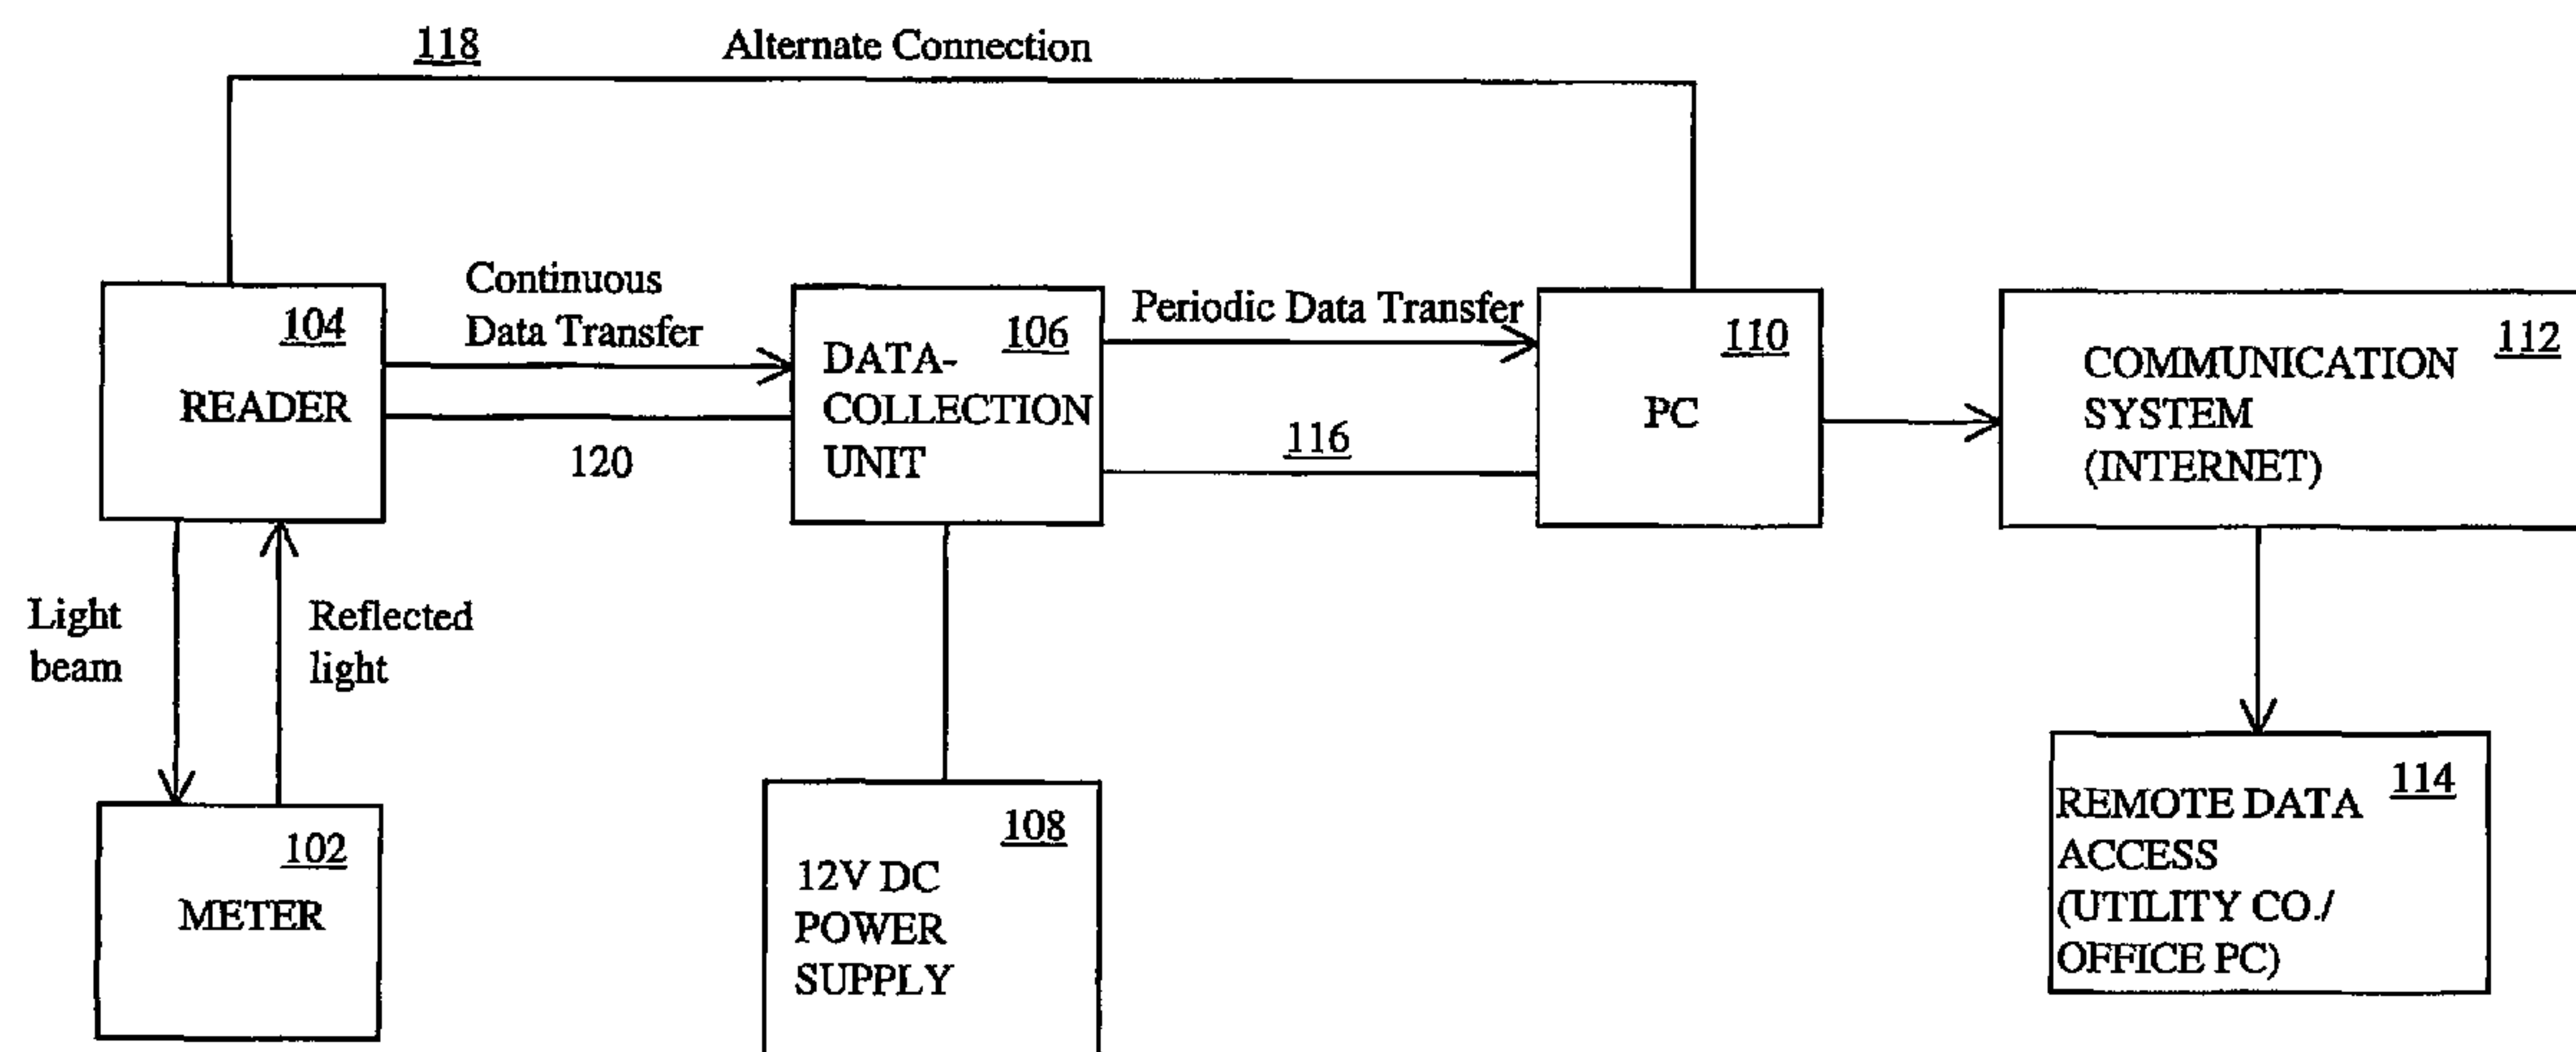 118
Alternate Connection
Continuous
Data Transfer
Periodic Data Transfer
104
READER
106
DATA-
COLLECTION
UNIT
110
PC
112
COMMUNICATION
SYSTEM
(INTERNET)
120
116
Light
beam
Reflected
light
102
METER
108
12V DC
POWER
SUPPLY
114
REMOTE DATA
ACCESS
(UTILITY CO./
OFFICE PC)